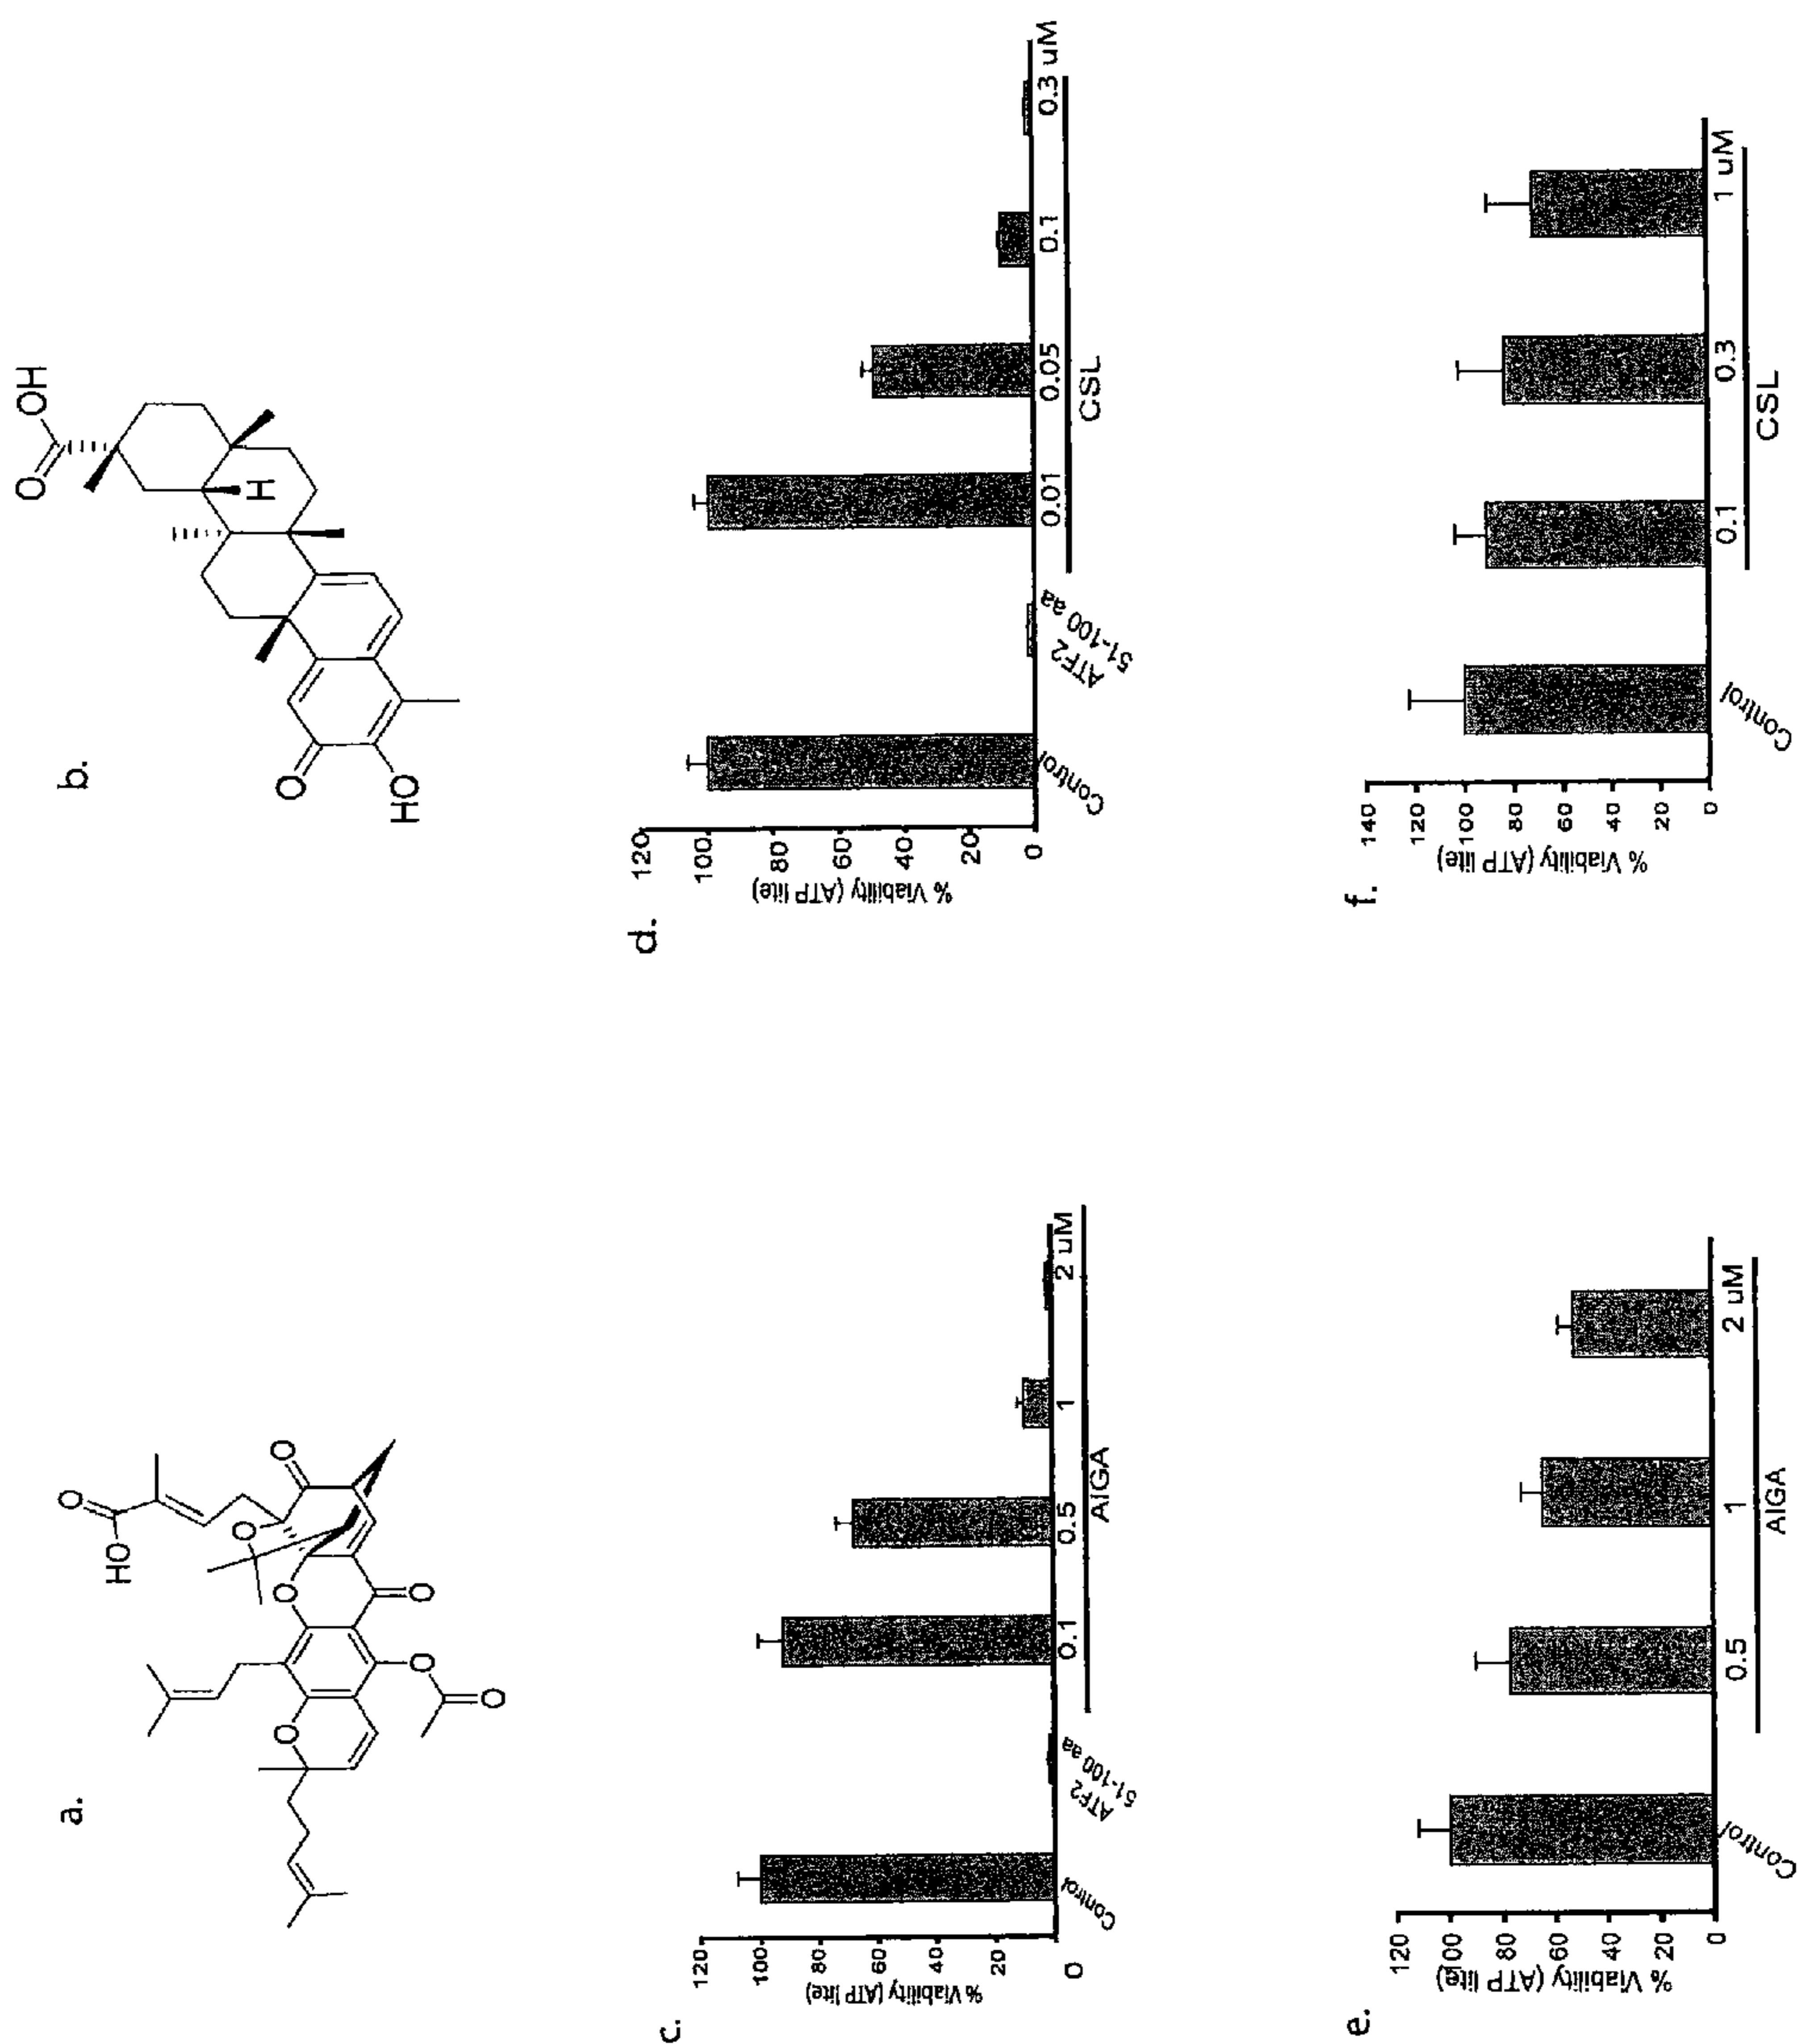 a.
O
HO
O
O
O
O
O
O
O
O
b.
O
OH
H
O
HO
c.
% Viability (ATP lite)
120
100
80
60
40
20
0
Control
ATF2
51-100 aa
0.1
0.5
1
2 uM
AIGA
d.
% Viability (ATP lite)
120
100
80
60
40
20
0
Control
ATF2
51-100 aa
0.01
0.05
0.1
0.3 uM
CSL
e.
% Viability (ATP lite)
120
100
80
60
40
20
0
Control
0.5
1
2 uM
AIGA
f.
% Viability (ATP lite)
140
120
100
80
60
40
20
0
Control
0.1
0.3
1 uM
CSL